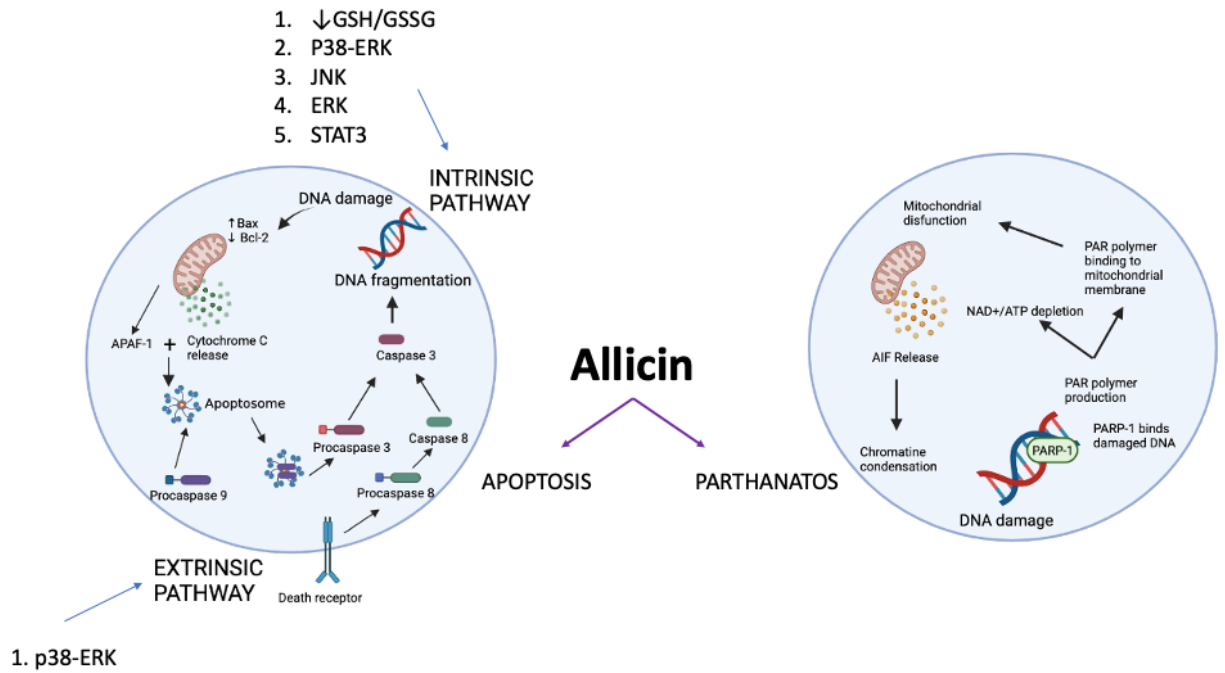 1. ↓GSH/GSSG
2. P38-ERK
3. JNK
4. ERK
5. STAT3
INTRINSIC
PATHWAY
DNA damage
↑Bax
↓ Bcl-2
DNA fragmentation
APAF-1
+
Cytochrome C
release
Caspase 3
Apoptosome
Procaspase 3
Caspase 8
Procaspase 9
Procaspase 8
EXTRINSIC
PATHWAY
Death receptor
1. p38-ERK
Allicin
APOPTOSIS
PARTHANATOS
Mitochondrial
disfunction
PAR polymer
binding to
mitochondrial
membrane
NAD+/ATP depletion
AIF Release
PAR polymer
production
Chromatine
condensation
PARP-1 binds
damaged DNA
PARP-1
DNA damage